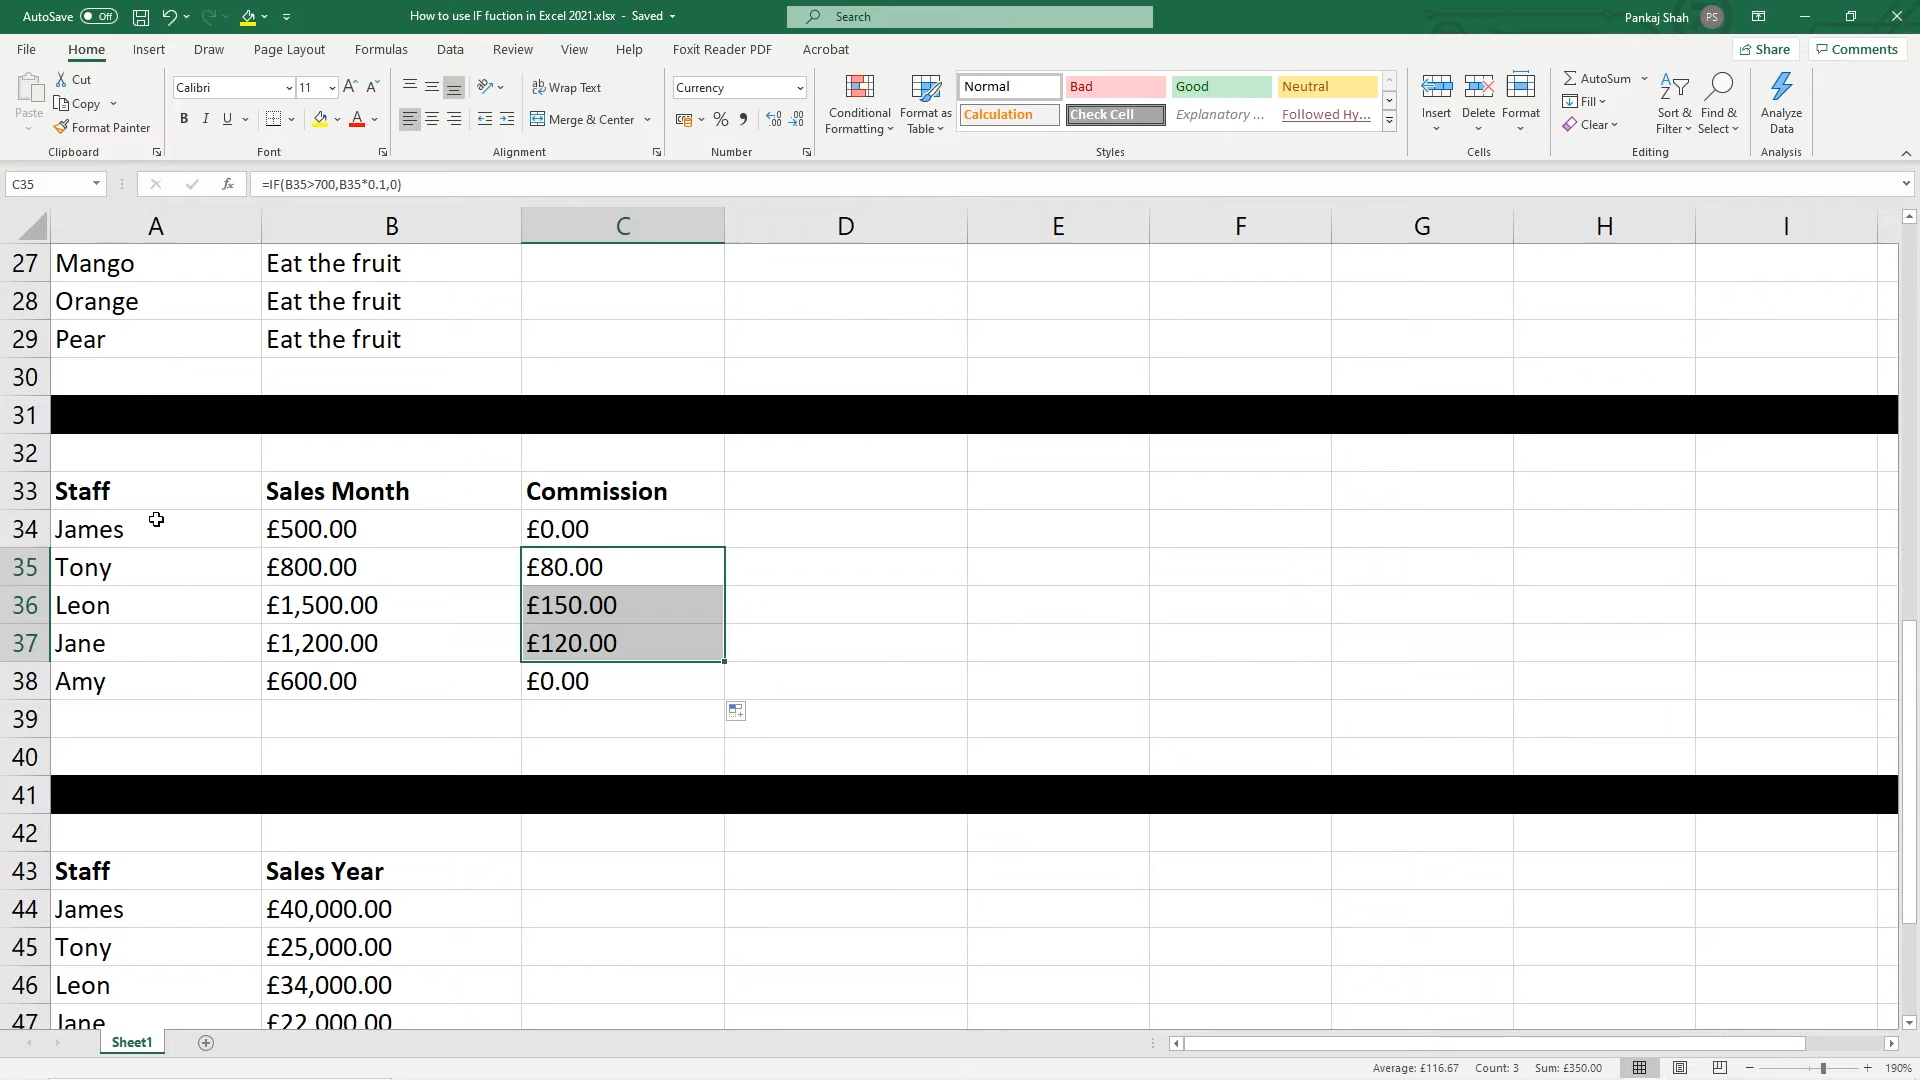 AutoSave Off How to use IF fuction in Excel 2021.xlsx - Saved Search Pankaj Shah PS
File Home Insert Draw Page Layout Formulas Data Review View Help Foxit Reader PDF Acrobat Share Comments
Paste Cut Copy Format Painter
Clipboard
Calibri 11 A A
B I U A
Font
Wrap Text
Merge & Center
Alignment
Currency
% 9
Number
Conditional Formatting
Format as Table
Normal Bad Good Neutral
Calculation Check Cell Explanatory ... Followed Hy...
Styles
Insert Delete Format
Cells
AutoSum
Fill
Clear
Sort & Filter
Find & Select
Editing
Analyze Data
Analysis
C35 fx =IF(B35>700,B35*0.1,0)
A B C D E F G H I
27 Mango Eat the fruit
28 Orange Eat the fruit
29 Pear Eat the fruit
30
31
32
33 Staff Sales Month Commission
34 James £500.00 £0.00
35 Tony £800.00 £80.00
36 Leon £1,500.00 £150.00
37 Jane £1,200.00 £120.00
38 Amy £600.00 £0.00
39
40
41
42
43 Staff Sales Year
44 James £40,000.00
45 Tony £25,000.00
46 Leon £34,000.00
47 Jane £22,000.00
Sheet1
Average: £116.67 Count: 3 Sum: £350.00 190%